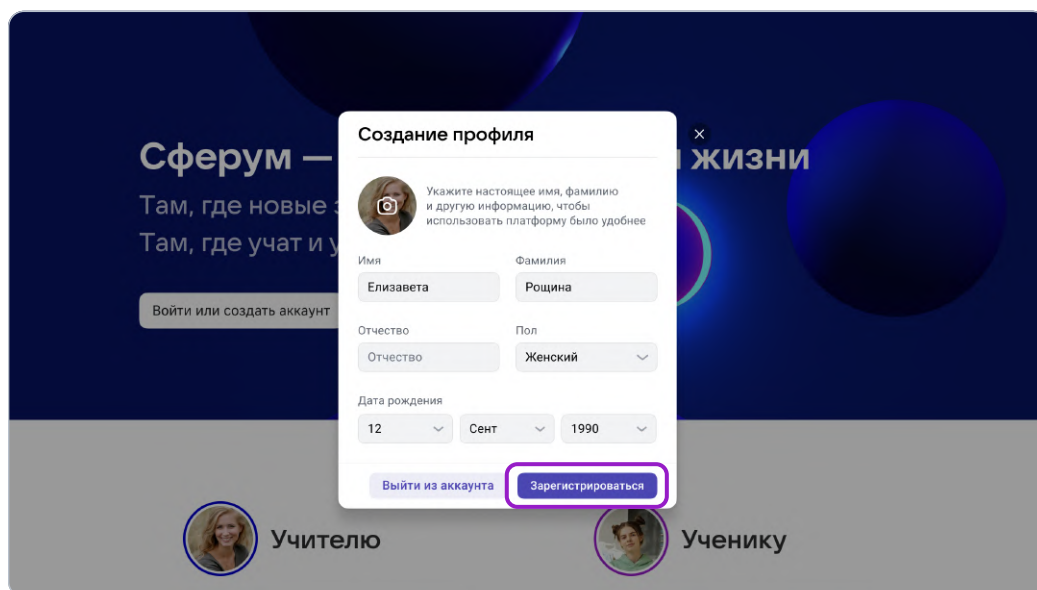 Создание профиля
Сферум —
жизни
Там, где новые
Там, где учат и
Войти или создать аккаунт
Укажите настоящее имя, фамилию
и другую информацию, чтобы
использовать платформу было удобнее
Имя
Фамилия
Елизавета
Рощина
Отчество
Пол
Отчество
Женский
Дата рождения
12
Сент
1990
Выйти из аккаунта
Зарегистрироваться
Учителю
Ученику